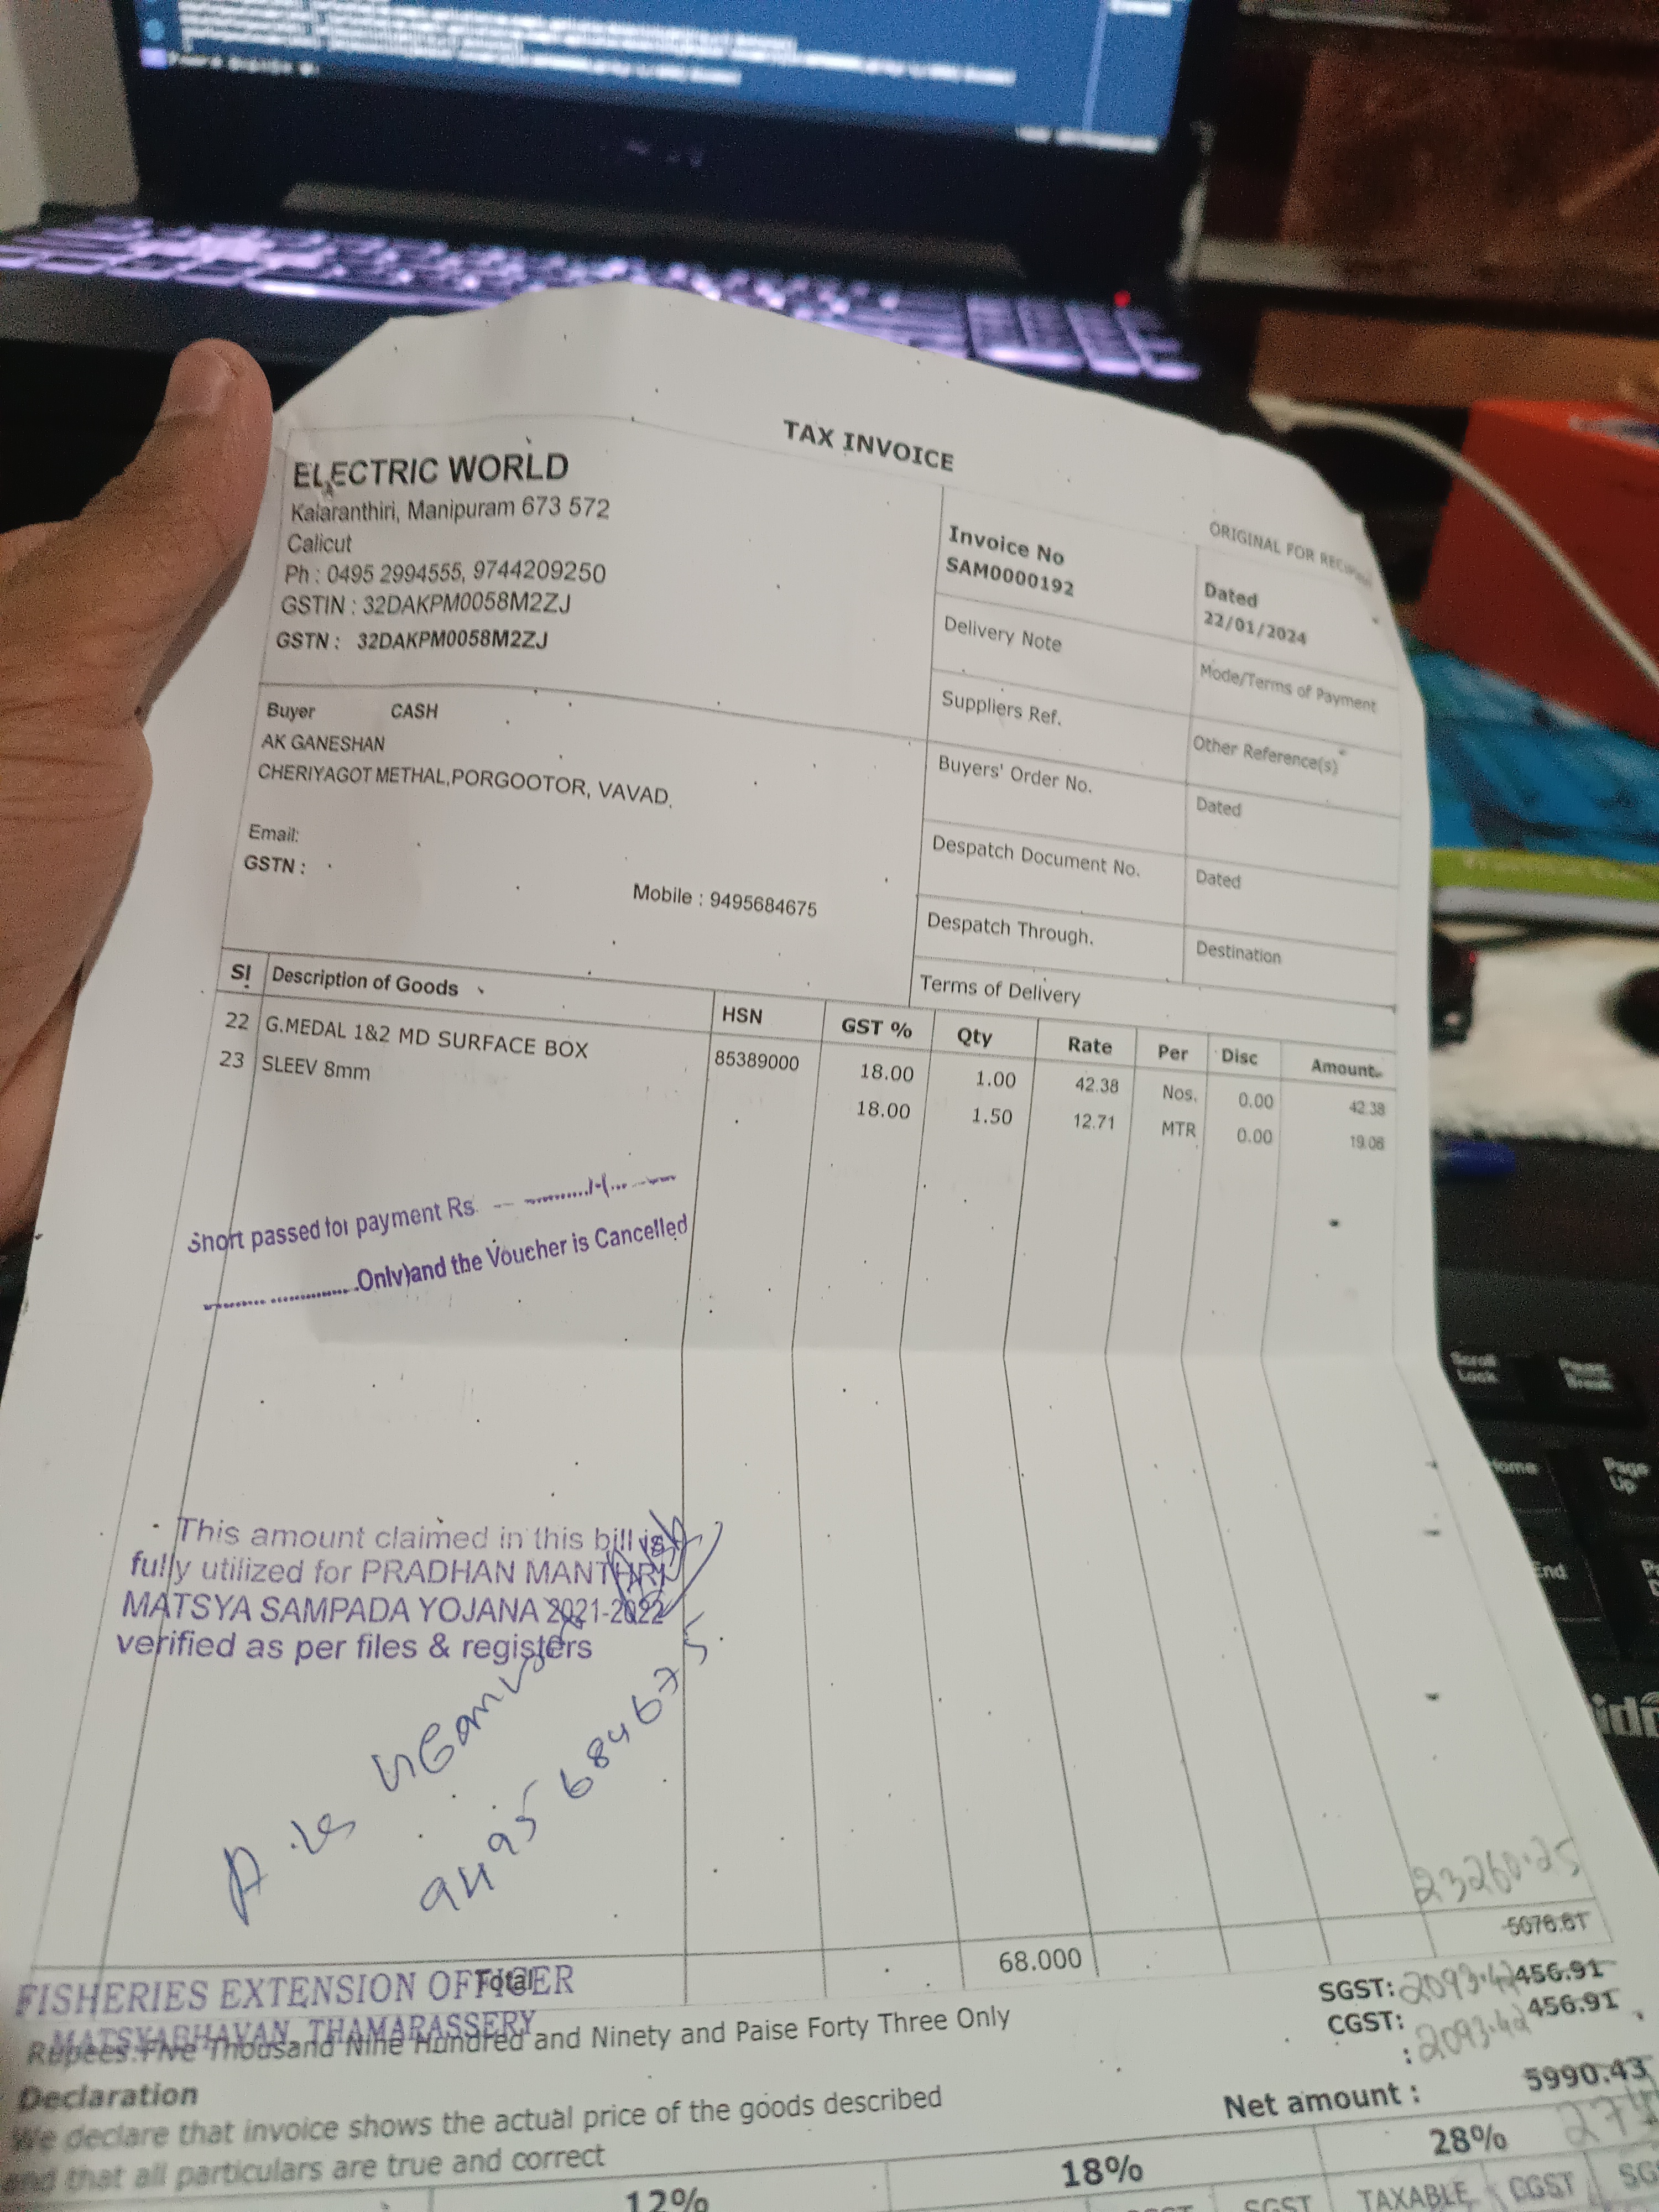 TAX INVOICE
ORIGINAL FOR
ELECTRIC WORLD
Kalaranthiri, Manipuram 673 572
Calicut
Ph : 0495 2994555, 9744209250
GSTIN : 32DAKPM0058M2ZJ
GSTN : 32DAKPM0058M2ZJ
Invoice No
SAM0000192
Dated
22/01/2024
Delivery Note
Mode/Terms of Payment
Suppliers Ref.
Other Reference(s)
Buyers' Order No.
Dated
Despatch Document No.
Dated
Despatch Through.
Destination
Terms of Delivery
Buyer CASH
AK GANESHAN
CHERIYAGOT METHAL,PORGOOTOR, VAVAD,
Email:
GSTN :
Mobile : 9495684675
Sl Description of Goods HSN GST % Qty Rate Per Disc Amount
22 G.MEDAL 1&2 MD SURFACE BOX 85389000 18.00 1.00 42.38 Nos. 0.00 42.38
23 SLEEV 8mm 18.00 1.50 12.71 MTR 0.00 19.06
Short passed for payment Rs
Only)and the Voucher is Cancelled
This amount claimed in this bill is
fully utilized for PRADHAN MANTHRI
MATSYA SAMPADA YOJANA 2021-2022
verified as per files & registers
9495684675
23260.25
Total 68.000
FISHERIES EXTENSION OFFICER
MATSYABHAVAN, THAMARASSERY
SGST: 2093.42 456.91
CGST: 2093.42 456.91
Rupees.Five Thousand Nine Hundred and Ninety and Paise Forty Three Only
Net amount : 5990.43
Declaration
We declare that invoice shows the actual price of the goods described
and that all particulars are true and correct
12% 18% 28%
SGST TAXABLE CGST
Scroll
Lock
Pause
Break
Page
Up